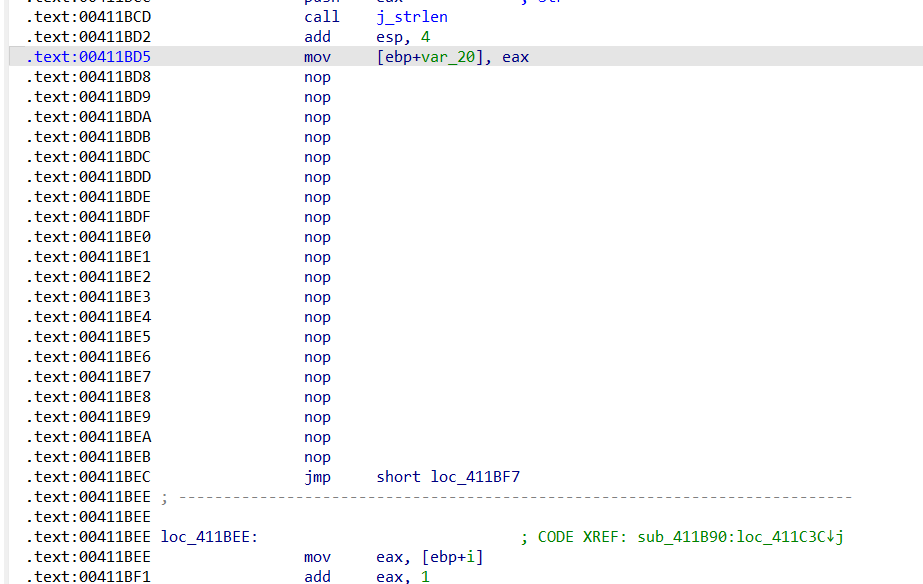 .text:00411BCD call j_strlen
.text:00411BD2 add esp, 4
.text:00411BD5 mov [ebp+var_20], eax
.text:00411BD8 nop
.text:00411BD9 nop
.text:00411BDA nop
.text:00411BDB nop
.text:00411BDC nop
.text:00411BDD nop
.text:00411BDE nop
.text:00411BDF nop
.text:00411BE0 nop
.text:00411BE1 nop
.text:00411BE2 nop
.text:00411BE3 nop
.text:00411BE4 nop
.text:00411BE5 nop
.text:00411BE6 nop
.text:00411BE7 nop
.text:00411BE8 nop
.text:00411BE9 nop
.text:00411BEA nop
.text:00411BEB nop
.text:00411BEC jmp short loc_411BF7
.text:00411BEE ; ---------------------------------------------------------------------------
.text:00411BEE
.text:00411BEE loc_411BEE: ; CODE XREF: sub_411B90:loc_411C3C↓j
.text:00411BEE mov eax, [ebp+i]
.text:00411BF1 add eax, 1